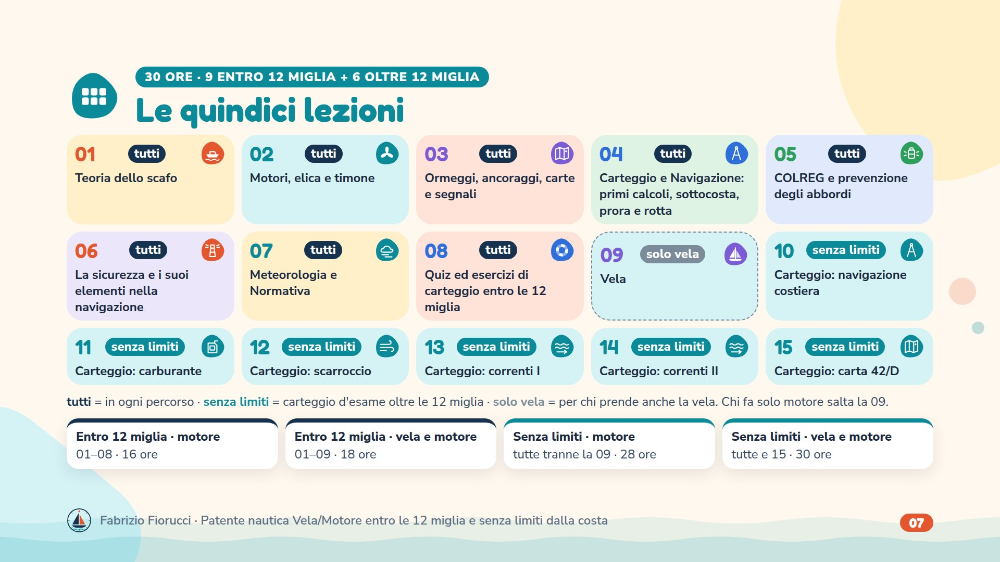 30 ORE · 9 ENTRO 12 MIGLIA + 6 OLTRE 12 MIGLIA
Le quindici lezioni
01 tutti
Teoria dello scafo
02 tutti
Motori, elica e timone
03 tutti
Ormeggi, ancoraggi, carte
e segnali
04 tutti
Carteggio e Navigazione:
primi calcoli, sottocosta,
prora e rotta
05 tutti
COLREG e prevenzione
degli abbordi
06 tutti
La sicurezza e i suoi
elementi nella
navigazione
07 tutti
Meteorologia e
Normativa
08 tutti
Quiz ed esercizi di
carteggio entro le 12
miglia
09 solo vela
Vela
10 senza limiti
Carteggio: navigazione
costiera
11 senza limiti
Carteggio: carburante
12 senza limiti
Carteggio: scarroccio
13 senza limiti
Carteggio: correnti I
14 senza limiti
Carteggio: correnti II
15 senza limiti
Carteggio: carta 42/D
tutti = in ogni percorso · senza limiti = carteggio d'esame oltre le 12 miglia · solo vela = per chi prende anche la vela. Chi fa solo motore salta la 09.
Entro 12 miglia · motore
01–08 · 16 ore
Entro 12 miglia · vela e motore
01–09 · 18 ore
Senza limiti · motore
tutte tranne la 09 · 28 ore
Senza limiti · vela e motore
tutte e 15 · 30 ore
Fabrizio Fiorucci · Patente nautica Vela/Motore entro le 12 miglia e senza limiti dalla costa
07